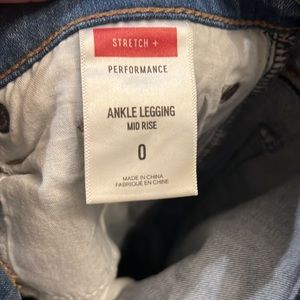 STRETCH +
PERFORMANCE
ANKLE LEGGING
MID RISE
0
MADE IN CHINA
FABRIQUÉ EN CHINE